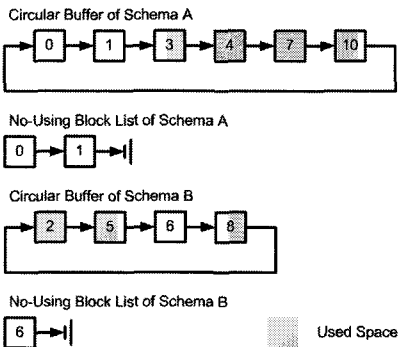 Circular Buffer of Schema A
0 1 3 4 7 10
No-Using Block List of Schema A
0 1
Circular Buffer of Schema B
2 5 6 8
No-Using Block List of Schema B
6
Used Space